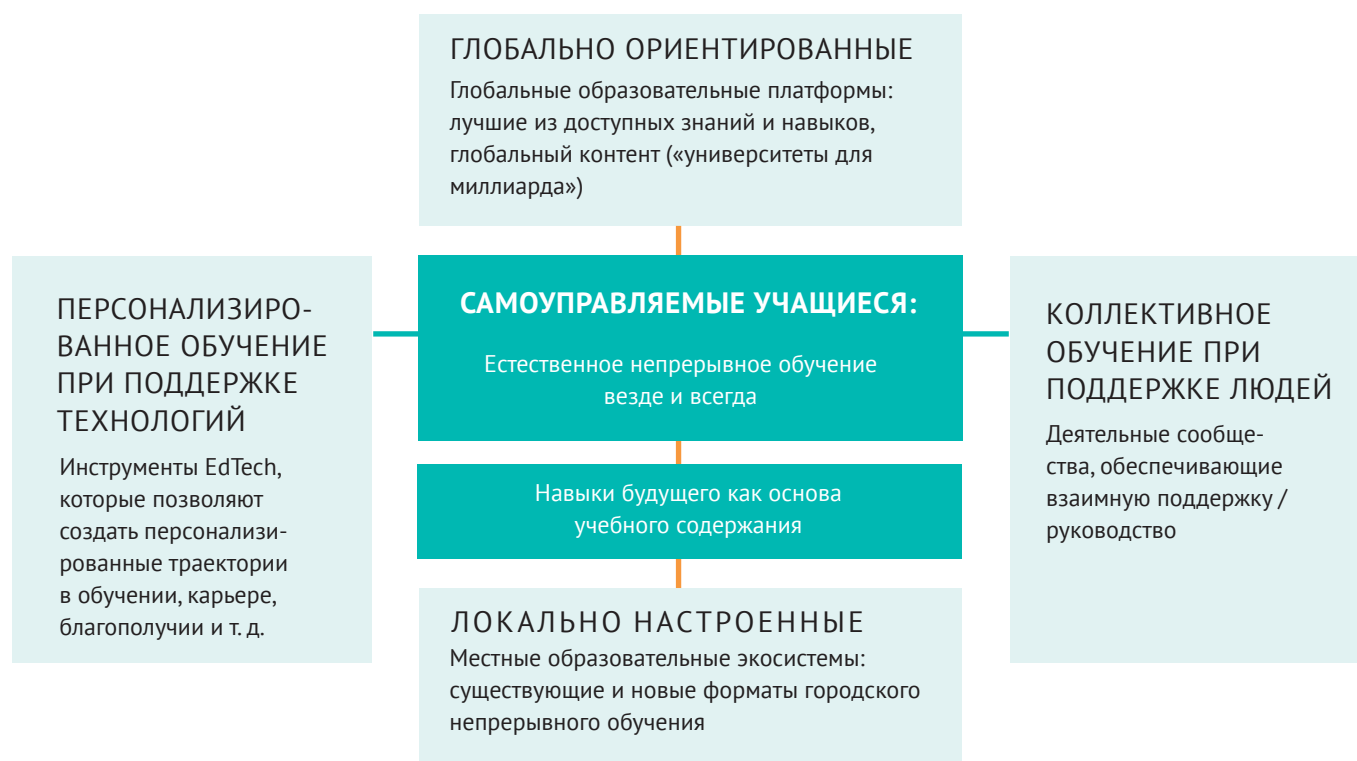 ГЛОБАЛЬНО ОРИЕНТИРОВАННЫЕ
Глобальные образовательные платформы:
лучшие из доступных знаний и навыков,
глобальный контент («университеты для
миллиарда»)
ПЕРСОНАЛИЗИРО-
ВАННОЕ ОБУЧЕНИЕ
ПРИ ПОДДЕРЖКЕ
ТЕХНОЛОГИЙ
Инструменты EdTech,
которые позволяют
создать персонализи-
рованные траектории
в обучении, карьере,
благополучии и т. д.
САМОУПРАВЛЯЕМЫЕ УЧАЩИЕСЯ:
Естественное непрерывное обучение
везде и всегда
Навыки будущего как основа
учебного содержания
КОЛЛЕКТИВНОЕ
ОБУЧЕНИЕ ПРИ
ПОДДЕРЖКЕ ЛЮДЕЙ
Деятельные сообще-
ства, обеспечивающие
взаимную поддержку /
руководство
ЛОКАЛЬНО НАСТРОЕННЫЕ
Местные образовательные экосистемы:
существующие и новые форматы городского
непрерывного обучения